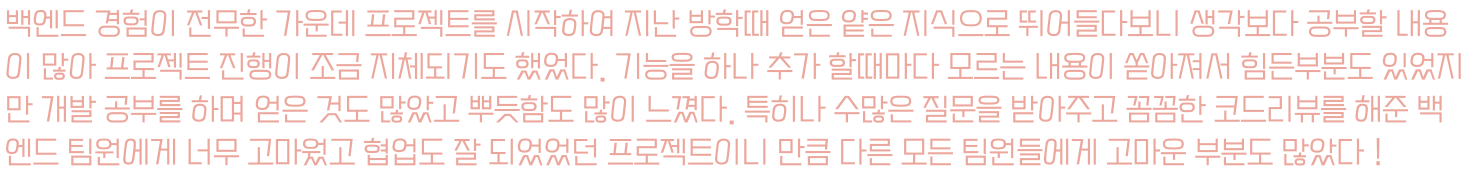 백엔드 경험이 전무한 가운데 프로젝트를 시작하여 지난 방학때 얻은 얕은 지식으로 뛰어들다보니 생각보다 공부할 내용
이 많아 프로젝트 진행이 조금 지체되기도 했었다. 기능을 하나 추가 할때마다 모르는 내용이 쏟아져서 힘든부분도 있었지
만 개발 공부를 하며 얻은 것도 많았고 뿌듯함도 많이 느꼈다. 특히나 수많은 질문을 받아주고 꼼꼼한 코드리뷰를 해준 백
엔드 팀원에게 너무 고마웠고 협업도 잘 되었었던 프로젝트이니 만큼 다른 모든 팀원들에게 고마운 부분도 많았다 !